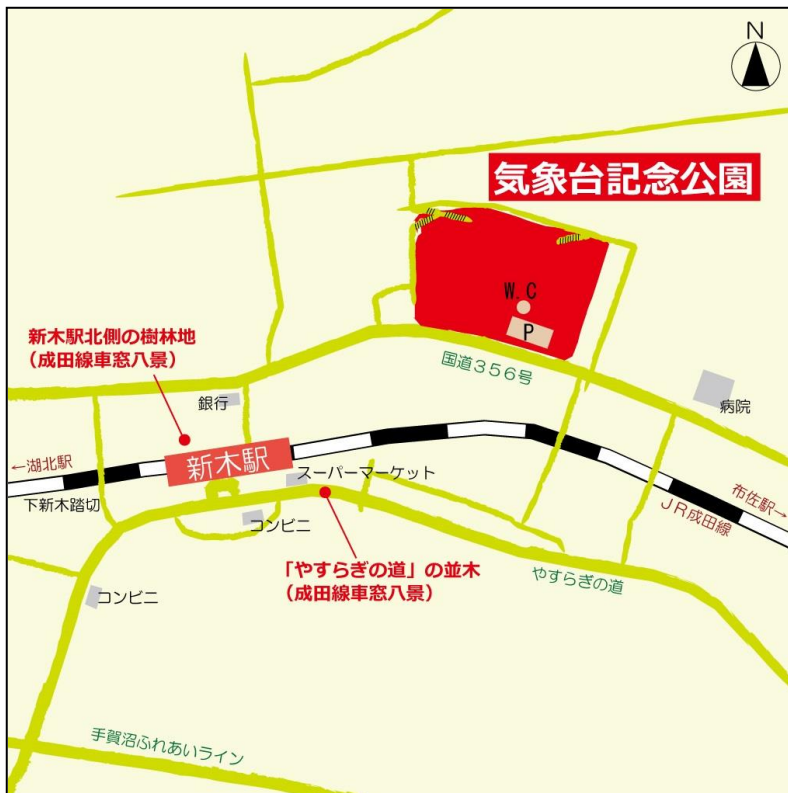 N
気象台記念公園
W.C
P
新木駅北側の樹林地
（成田線車窓八景）
国道３５６号
銀行
病院
←湖北駅
新木駅
スーパーマーケット
下新木踏切
布佐駅→
ＪＲ成田線
コンビニ
「やすらぎの道」の並木
（成田線車窓八景）
やすらぎの道
コンビニ
手賀沼ふれあいライン